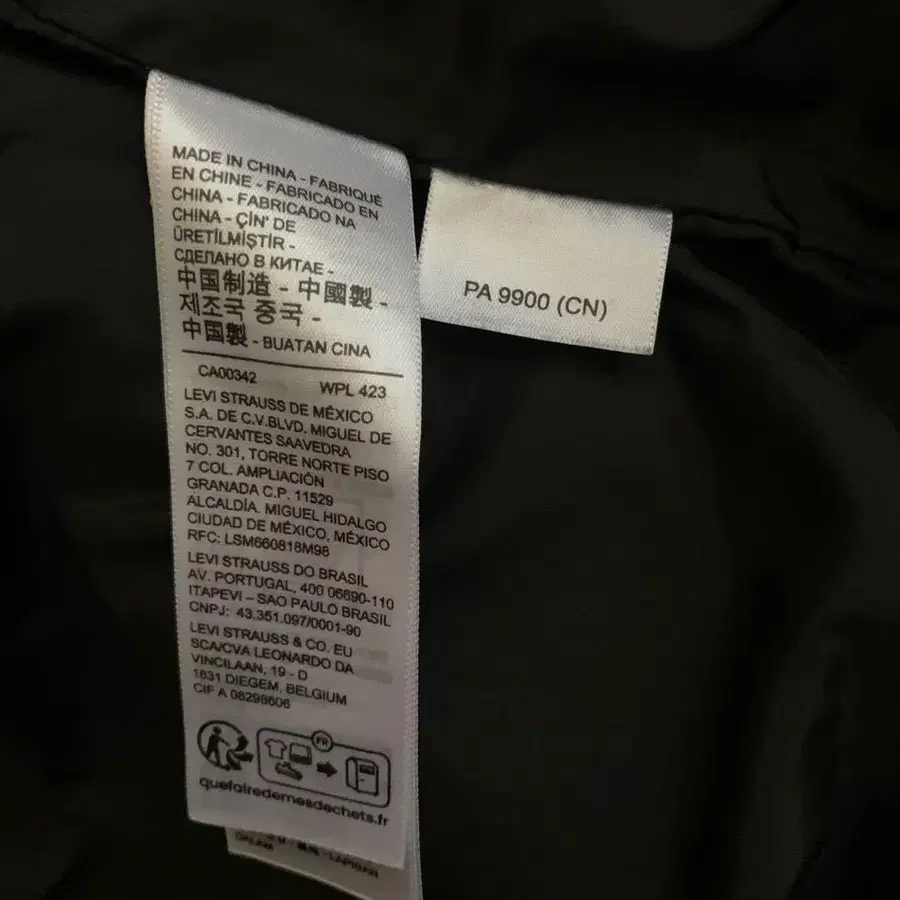 MADE IN CHINA - FABRIQUÉ
EN CHINE - FABRICADO EN
CHINA - FABRICADO NA
CHINA - ÇİN' DE
ÜRETİLMİŞTİR -
СДЕЛАНО В КИТАЕ -
中国制造 - 中國製 -
제조국 중국 -
中国製 - BUATAN CINA
CA00342 WPL 423
LEVI STRAUSS DE MÉXICO
S.A. DE C.V.BLVD. MIGUEL DE
CERVANTES SAAVEDRA
NO. 301, TORRE NORTE PISO
7 COL. AMPLIACIÓN
GRANADA C.P. 11529
ALCALDÍA. MIGUEL HIDALGO
CIUDAD DE MÉXICO, MÉXICO
RFC: LSM660818M98
LEVI STRAUSS DO BRASIL
AV. PORTUGAL, 400 06690-110
ITAPEVI – SAO PAULO BRASIL
CNPJ: 43.351.097/0001-90
LEVI STRAUSS & CO. EU
SCA/CVA LEONARDO DA
VINCILAAN, 19 - D
1831 DIEGEM, BELGIUM
CIF A 08298606
FR
quefairedemesdechets.fr
LAPISAN
DALAM
PA 9900 (CN)